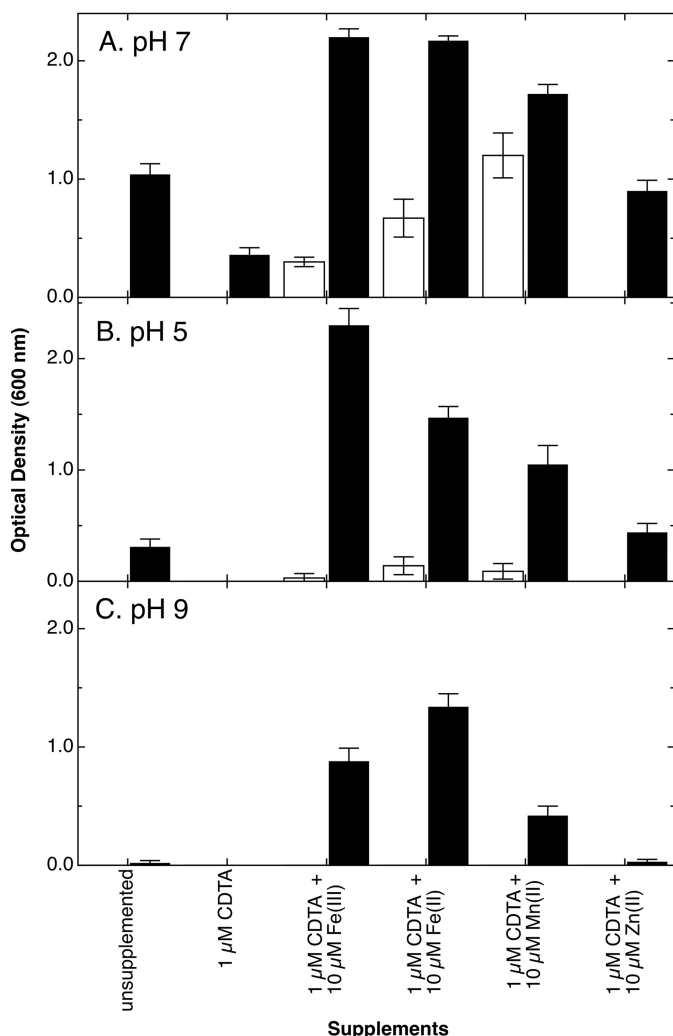 A. pH 7
2.0
1.0
0.0
B. pH 5
2.0
1.0
0.0
C. pH 9
2.0
1.0
0.0
Optical Density (600 nm)
unsupplemented
1 µM CDTA
1 µM CDTA +
10 µM Fe(III)
1 µM CDTA +
10 µM Fe(II)
1 µM CDTA +
10 µM Mn(II)
1 µM CDTA +
10 µM Zn(II)
Supplements